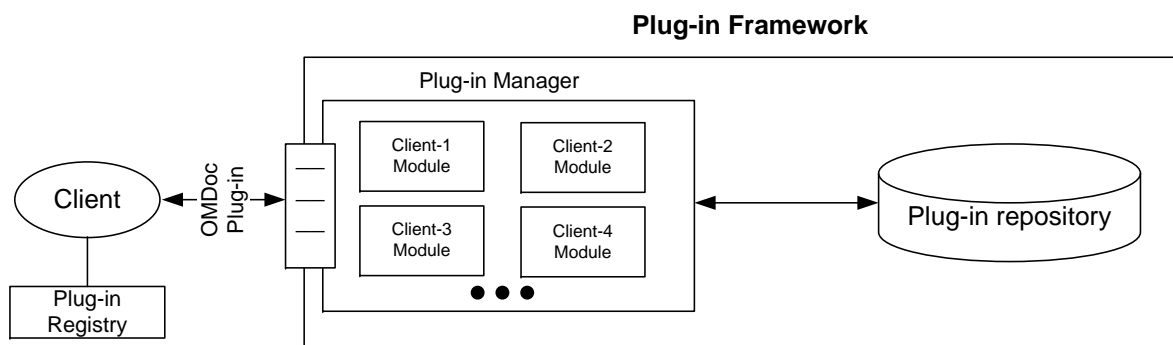 Plug-in Framework
Plug-in Manager
Client-1
Module
Client-2
Module
Client
OMDoc
Plug-in
Client-3
Module
Client-4
Module
Plug-in repository
Plug-in
Registry